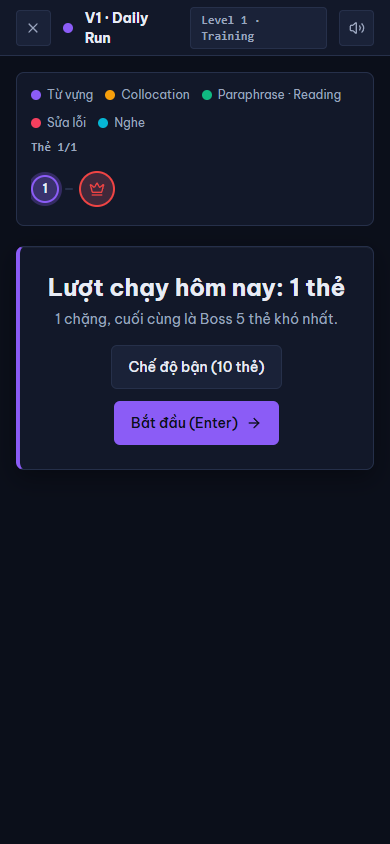 V1 · Daily
Run
Level 1 ·
Training
Từ vựng
Collocation
Paraphrase · Reading
Sửa lỗi
Nghe
Thẻ 1/1
1
Lượt chạy hôm nay: 1 thẻ
1 chặng, cuối cùng là Boss 5 thẻ khó nhất.
Chế độ bận (10 thẻ)
Bắt đầu (Enter) →